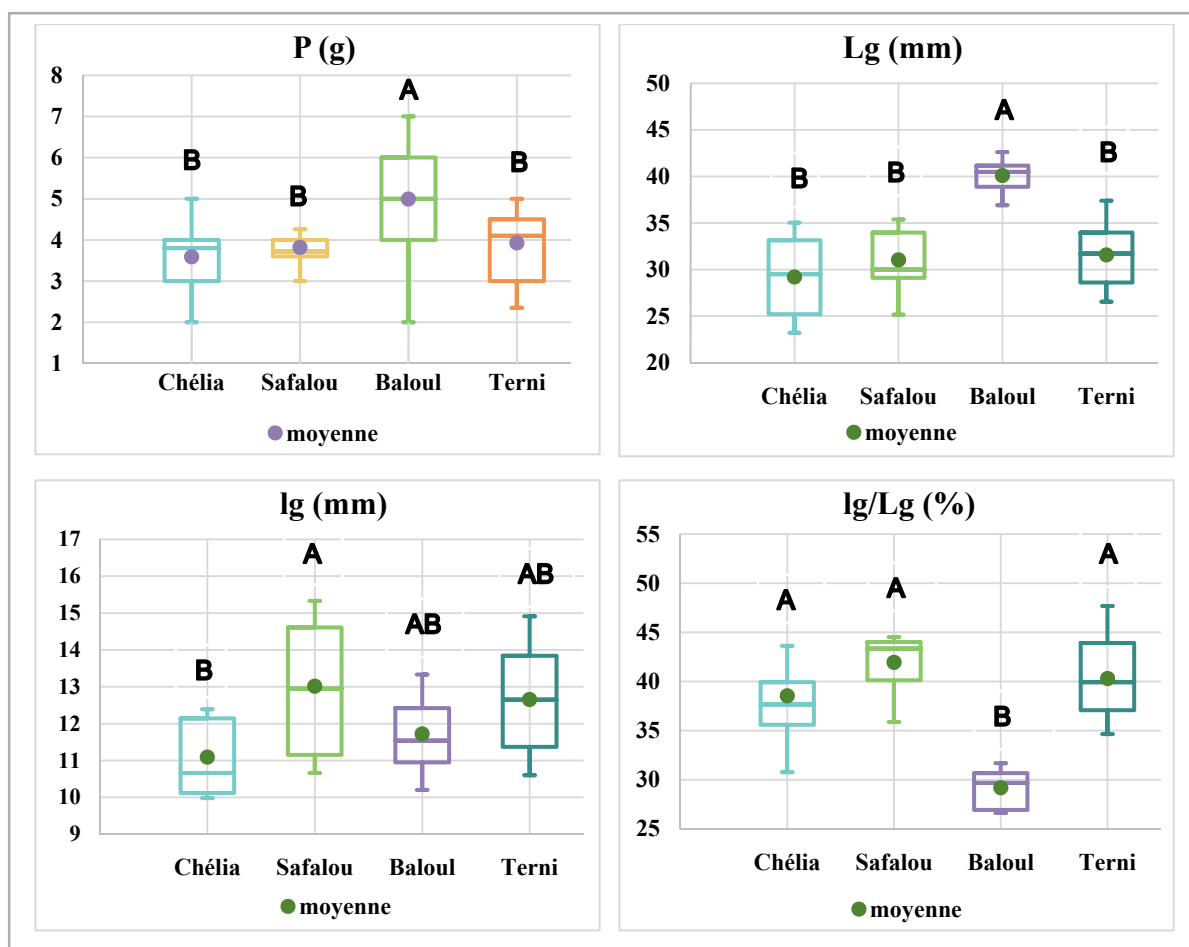 P (g)
8
7
6
5
4
3
2
1
B
B
A
B
Chélia Safalou Baloul Terni
moyenne
Lg (mm)
50
45
40
35
30
25
20
B
B
A
B
Chélia Safalou Baloul Terni
moyenne
lg (mm)
17
16
15
14
13
12
11
10
9
B
A
AB
AB
Chélia Safalou Baloul Terni
moyenne
lg/Lg (%)
55
50
45
40
35
30
25
A
A
B
A
Chélia Safalou Baloul Terni
moyenne